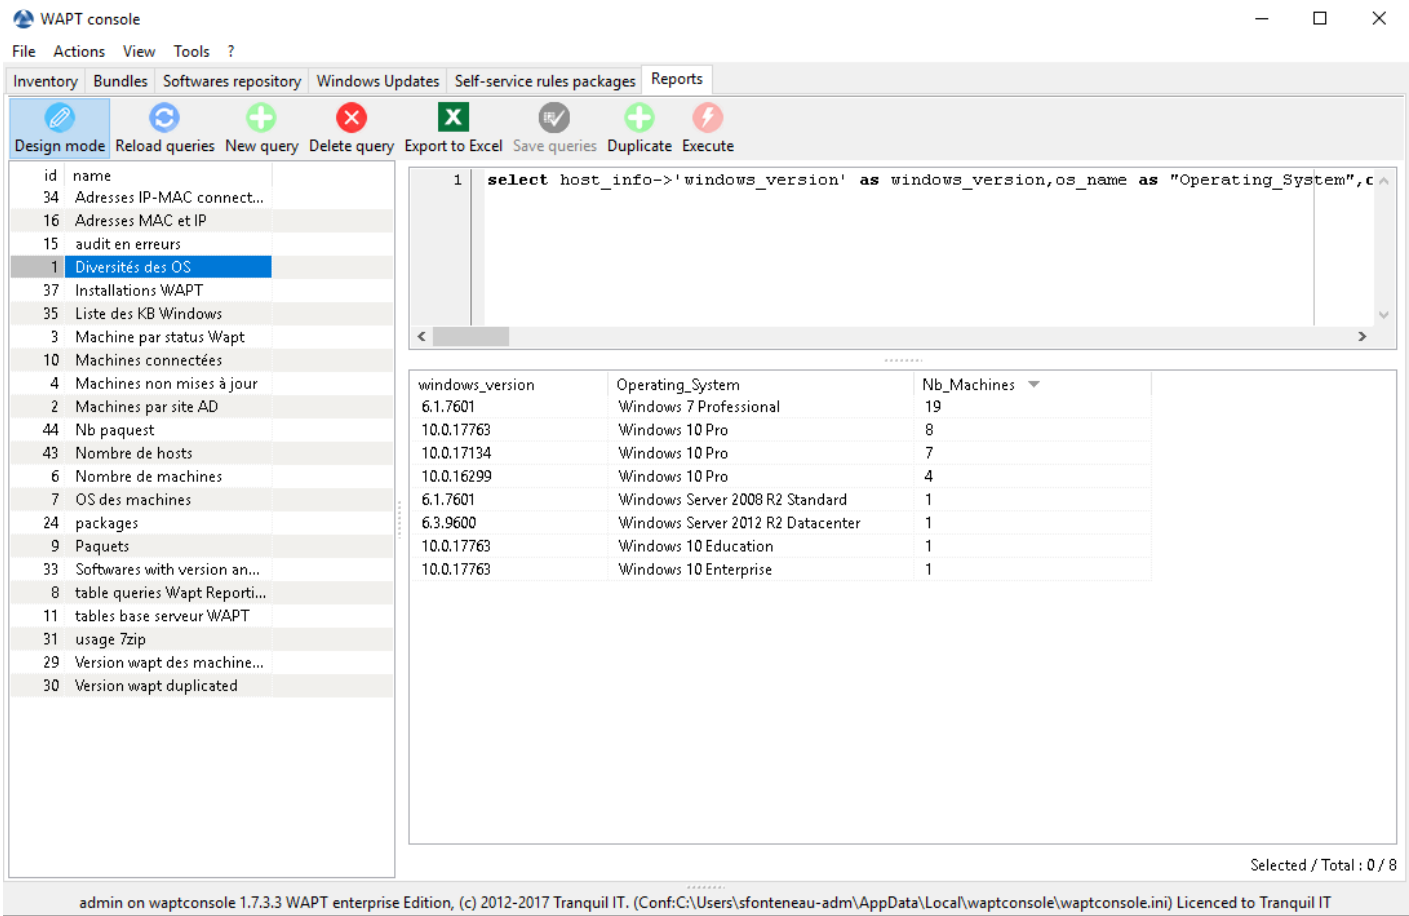 WAPT console
File Actions View Tools ?
Inventory Bundles Softwares repository Windows Updates Self-service rules packages Reports
Design mode Reload queries New query Delete query Export to Excel Save queries Duplicate Execute
id name
34 Adresses IP-MAC connect...
16 Adresses MAC et IP
15 audit en erreurs
1 Diversités des OS
37 Installations WAPT
35 Liste des KB Windows
3 Machine par status Wapt
10 Machines connectées
4 Machines non mises à jour
2 Machines par site AD
44 Nb paquest
43 Nombre de hosts
6 Nombre de machines
7 OS des machines
24 packages
9 Paquets
33 Softwares with version an...
8 table queries Wapt Reporti...
11 tables base serveur WAPT
31 usage 7zip
29 Version wapt des machine...
30 Version wapt duplicated
1 select host_info->'windows_version' as windows_version,os_name as "Operating_System",c
windows_version Operating_System Nb_Machines
6.1.7601 Windows 7 Professional 19
10.0.17763 Windows 10 Pro 8
10.0.17134 Windows 10 Pro 7
10.0.16299 Windows 10 Pro 4
6.1.7601 Windows Server 2008 R2 Standard 1
6.3.9600 Windows Server 2012 R2 Datacenter 1
10.0.17763 Windows 10 Education 1
10.0.17763 Windows 10 Enterprise 1
Selected / Total : 0 / 8
admin on waptconsole 1.7.3.3 WAPT enterprise Edition, (c) 2012-2017 Tranquil IT. (Conf:C:\Users\sfonteneau-adm\AppData\Local\waptconsole\waptconsole.ini) Licenced to Tranquil IT